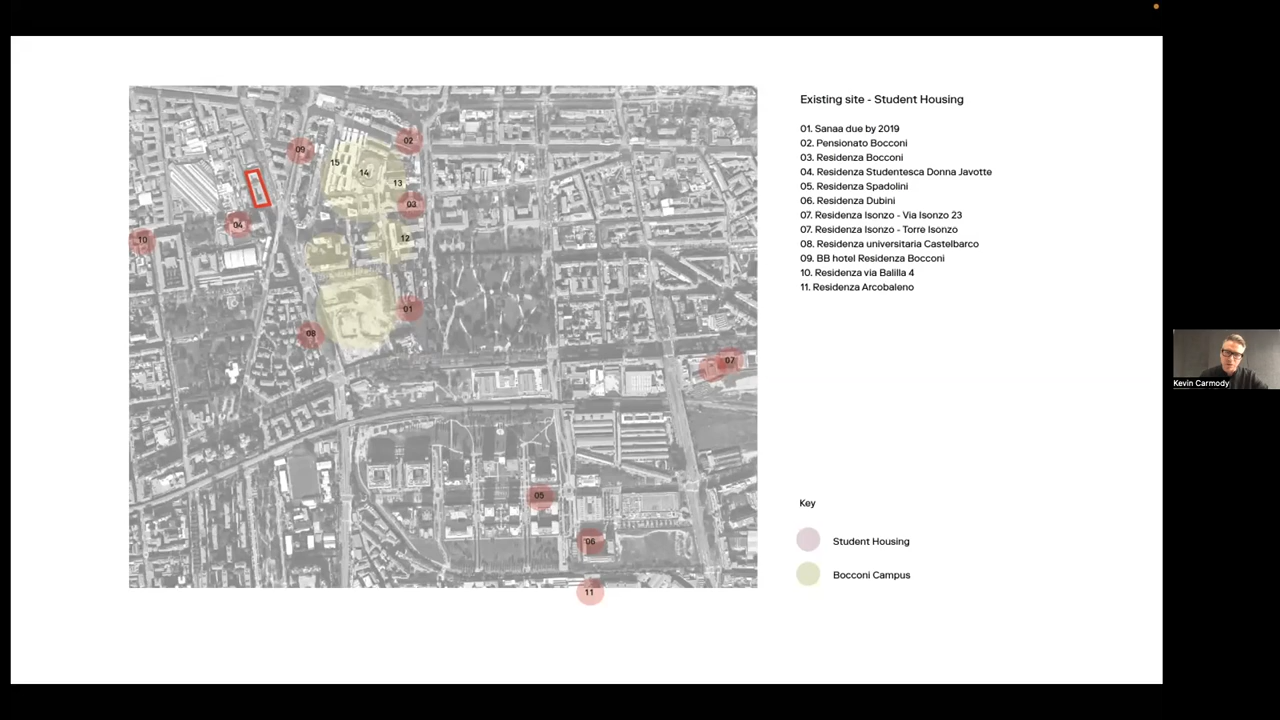 Existing site - Student Housing
01. Sanaa due by 2019
02. Pensionato Bocconi
03. Residenza Bocconi
04. Residenza Studentesca Donna Javotte
05. Residenza Spadolini
06. Residenza Dubini
07. Residenza Isonzo - Via Isonzo 23
07. Residenza Isonzo - Torre Isonzo
08. Residenza universitaria Castelbarco
09. BB hotel Residenza Bocconi
10. Residenza via Balilla 4
11. Residenza Arcobaleno
02
09
15
14
13
03
04
10
12
01
08
07
05
06
11
Key
Student Housing
Bocconi Campus
Kevin Carmody